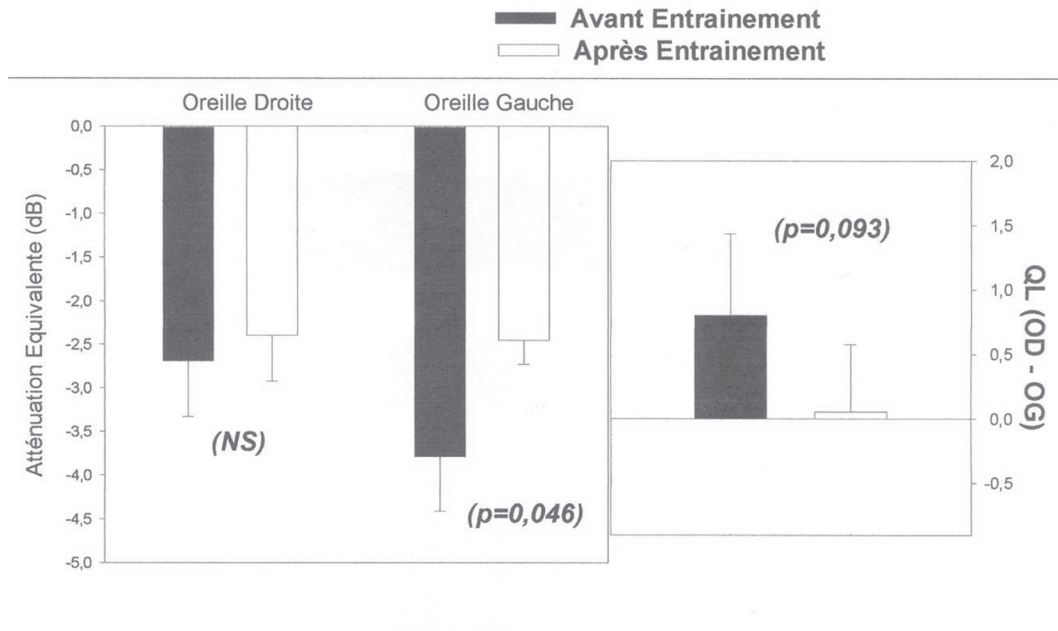 Avant Entrainement
Après Entrainement
Oreille Droite
Oreille Gauche
Atténuation Equivalente (dB)
0,0
-0,5
-1,0
-1,5
-2,0
-2,5
-3,0
-3,5
-4,0
-4,5
-5,0
(NS)
(p=0,046)
(p=0,093)
2,0
1,5
1,0
0,5
0,0
-0,5
QL (OD - OG)